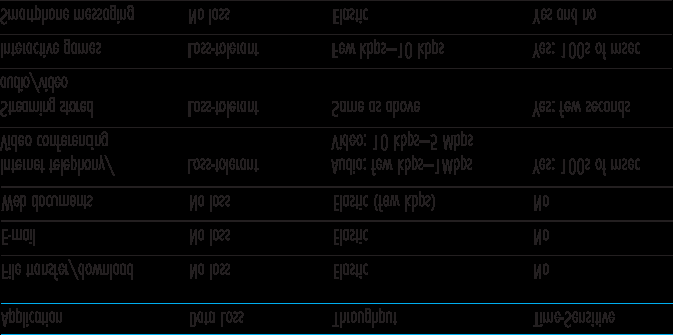 Application Data Loss Throughput Time-Sensitive
File transfer/download No loss Elastic No
E-mail No loss Elastic No
Web documents No loss Elastic (few kbps) No
Internet telephony/ Loss-tolerant Audio: few kbps–1Mbps Yes: 100s of msec
Video conferencing Video: 10 kbps–5 Mbps
Streaming stored Loss-tolerant Same as above Yes: few seconds
audio/video
Interactive games Loss-tolerant Few kbps–10 kbps Yes: 100s of msec
Smartphone messaging No loss Elastic Yes and no